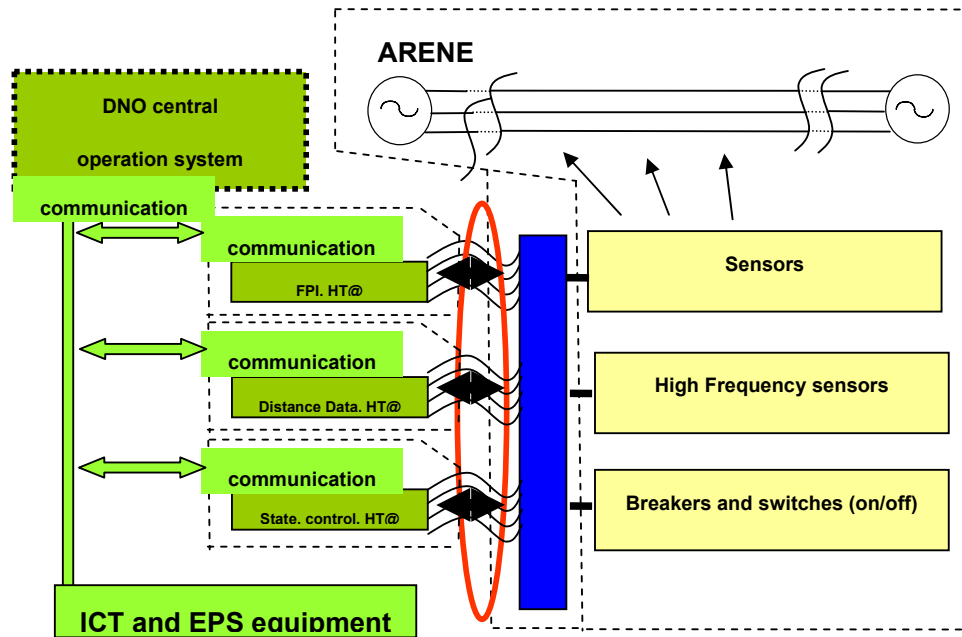 ARENE
DNO central
operation system
communication
communication
FPI. HT@
Sensors
communication
Distance Data. HT@
High Frequency sensors
communication
State. control. HT@
Breakers and switches (on/off)
ICT and EPS equipment